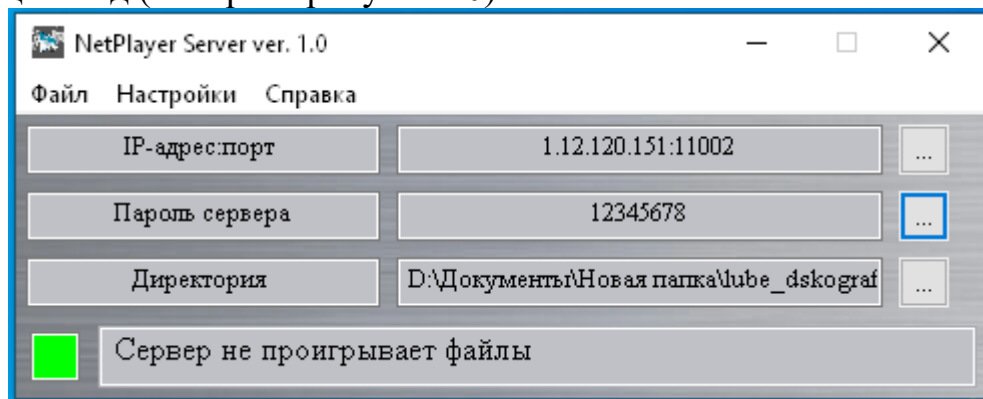 NetPlayer Server ver. 1.0
Файл Настройки Справка
IP-адрес:порт 1.12.120.151:11002 ...
Пароль сервера 12345678 ...
Директория D:\Документы\Новая папка\lube_dskograf ...
Сервер не проигрывает файлы